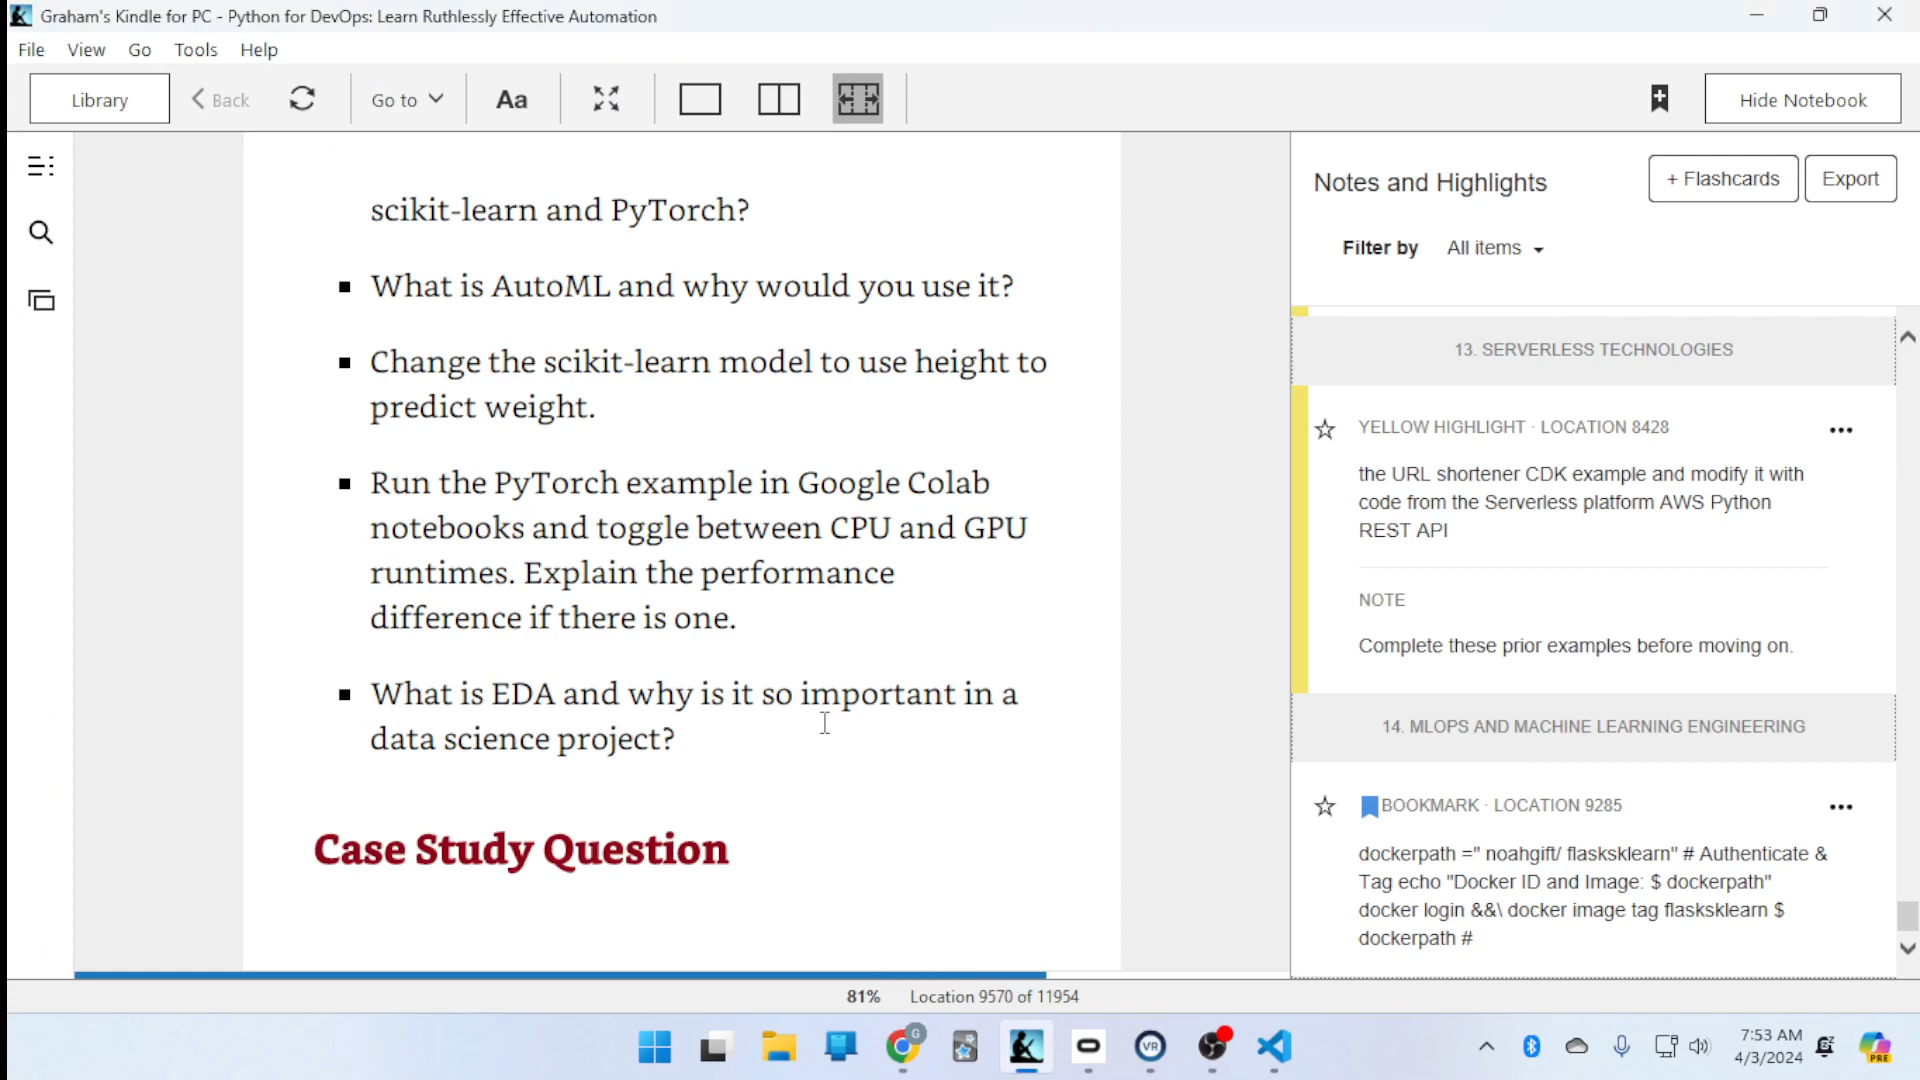 Graham's Kindle for PC - Python for DevOps: Learn Ruthlessly Effective Automation
File View Go Tools Help
Library
Back
Go to
Aa
Hide Notebook
scikit-learn and PyTorch?
▪ What is AutoML and why would you use it?
▪ Change the scikit-learn model to use height to
predict weight.
▪ Run the PyTorch example in Google Colab
notebooks and toggle between CPU and GPU
runtimes. Explain the performance
difference if there is one.
▪ What is EDA and why is it so important in a
data science project?
Case Study Question
Notes and Highlights
+ Flashcards
Export
Filter by All items
13. SERVERLESS TECHNOLOGIES
YELLOW HIGHLIGHT · LOCATION 8428
the URL shortener CDK example and modify it with
code from the Serverless platform AWS Python
REST API
NOTE
Complete these prior examples before moving on.
14. MLOPS AND MACHINE LEARNING ENGINEERING
BOOKMARK · LOCATION 9285
dockerpath =" noahgift/ flasksklearn" # Authenticate &
Tag echo "Docker ID and Image: $ dockerpath"
docker login &&\ docker image tag flasksklearn $
dockerpath #
81% Location 9570 of 11954
G
VR
7:53 AM
4/3/2024
PRE